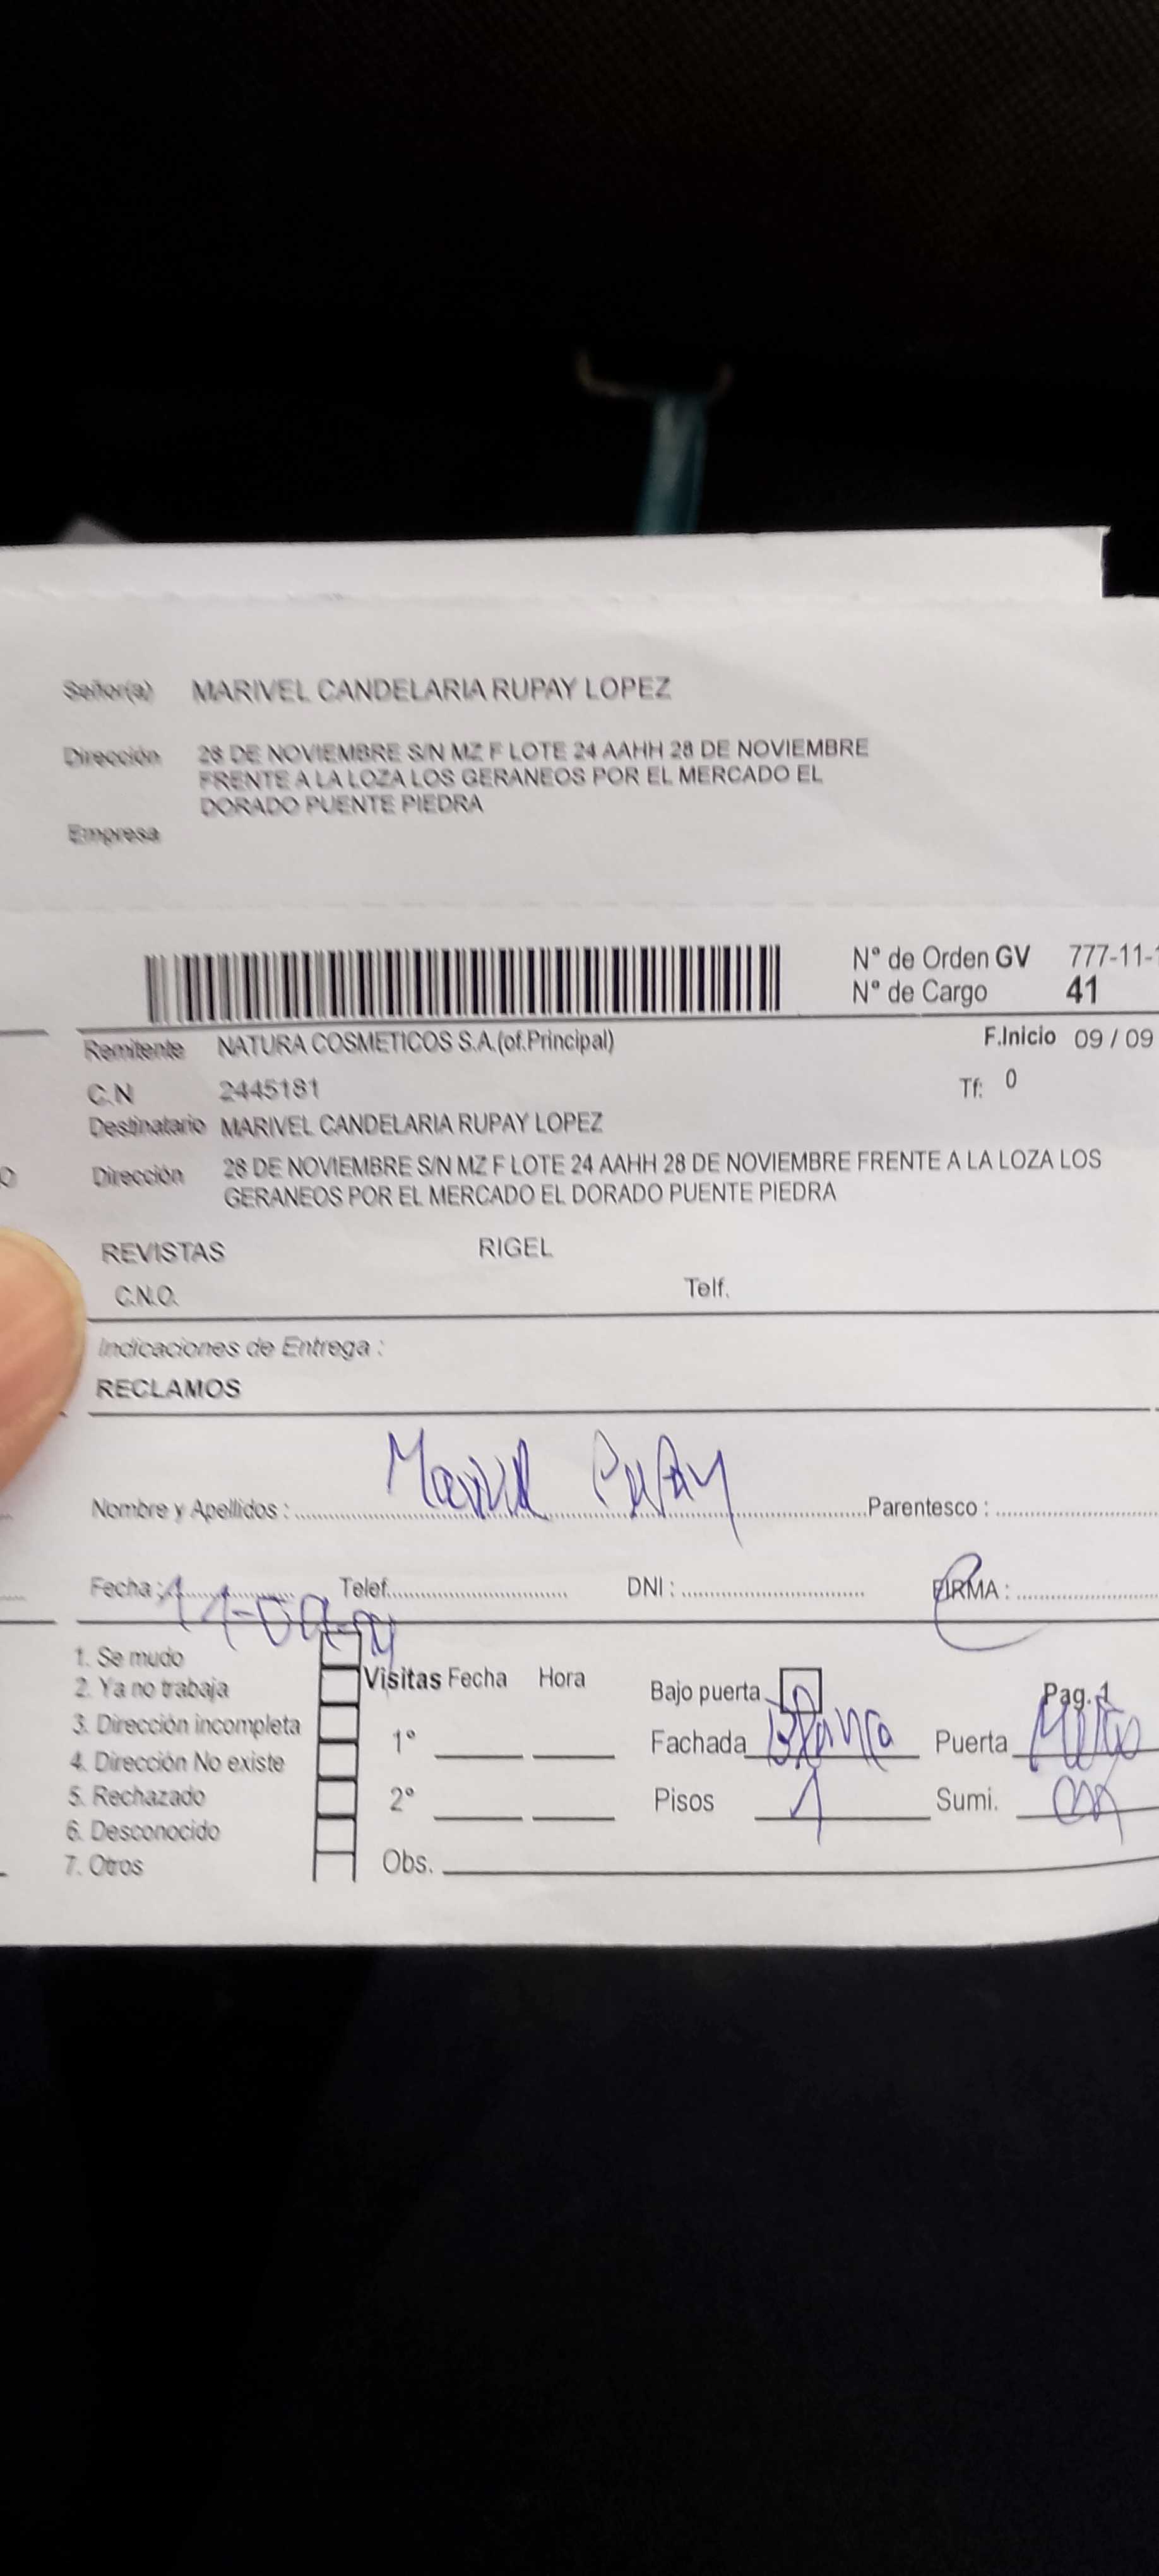 Señor(a) MARIVEL CANDELARIA RUPAY LOPEZ
Dirección 28 DE NOVIEMBRE S/N MZ F LOTE 24 AAHH 28 DE NOVIEMBRE
FRENTE A LA LOZA LOS GERANEOS POR EL MERCADO EL
DORADO PUENTE PIEDRA
Empresa
N° de Orden GV 777-11-
N° de Cargo 41
Remitente NATURA COSMETICOS S.A.(of.Principal) F.Inicio 09 / 09
C.N 2445181 Tf: 0
Destinatario MARIVEL CANDELARIA RUPAY LOPEZ
Dirección 28 DE NOVIEMBRE S/N MZ F LOTE 24 AAHH 28 DE NOVIEMBRE FRENTE A LA LOZA LOS
GERANEOS POR EL MERCADO EL DORADO PUENTE PIEDRA
REVISTAS RIGEL
C.N.O. Telf.
Indicaciones de Entrega :
RECLAMOS
Nombre y Apellidos : Marivel Rupay Parentesco :
Fecha : Telef. DNI : FIRMA :
1. Se mudo
2. Ya no trabaja Visitas Fecha Hora Bajo puerta Pag. 1
3. Dirección incompleta 1° Fachada Blanca Puerta
4. Dirección No existe
5. Rechazado 2° Pisos 1 Sumi.
6. Desconocido
7. Otros Obs.